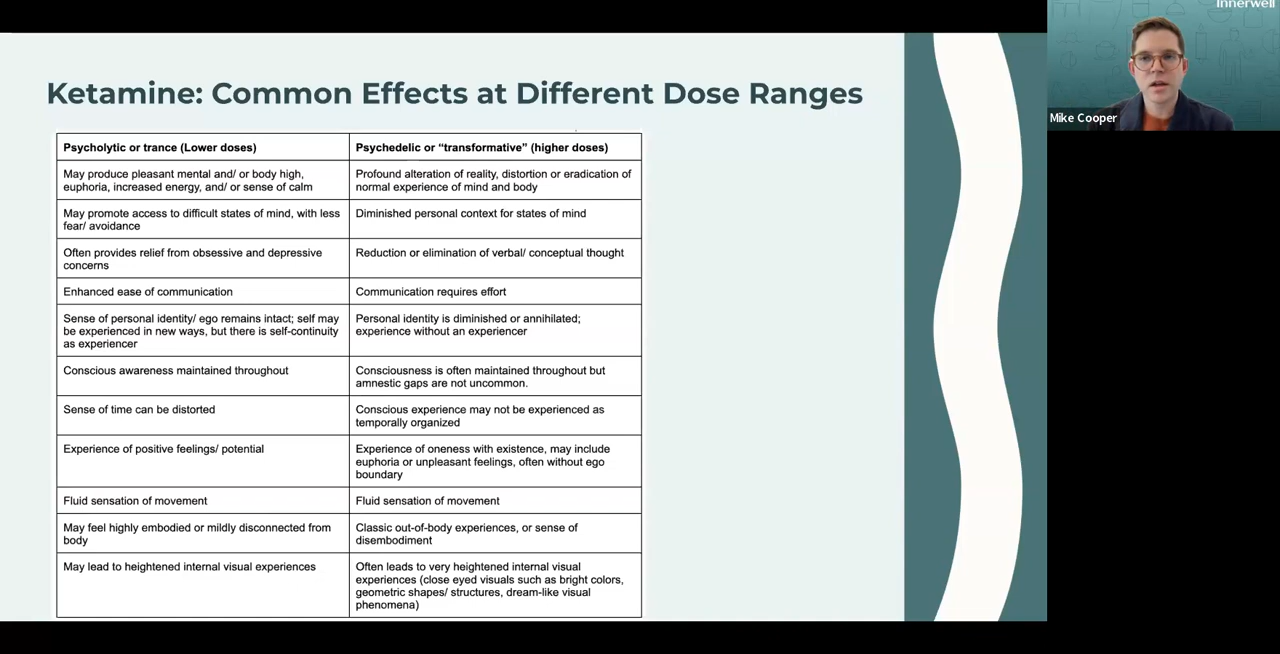 Innerwell
Mike Cooper
Ketamine: Common Effects at Different Dose Ranges
Psycholytic or trance (Lower doses)
Psychedelic or “transformative” (higher doses)
May produce pleasant mental and/ or body high,
euphoria, increased energy, and/ or sense of calm
Profound alteration of reality, distortion or eradication of
normal experience of mind and body
May promote access to difficult states of mind, with less
fear/ avoidance
Diminished personal context for states of mind
Often provides relief from obsessive and depressive
concerns
Reduction or elimination of verbal/ conceptual thought
Enhanced ease of communication
Communication requires effort
Sense of personal identity/ ego remains intact; self may
be experienced in new ways, but there is self-continuity
as experiencer
Personal identity is diminished or annihilated;
experience without an experiencer
Conscious awareness maintained throughout
Consciousness is often maintained throughout but
amnestic gaps are not uncommon.
Sense of time can be distorted
Conscious experience may not be experienced as
temporally organized
Experience of positive feelings/ potential
Experience of oneness with existence, may include
euphoria or unpleasant feelings, often without ego
boundary
Fluid sensation of movement
Fluid sensation of movement
May feel highly embodied or mildly disconnected from
body
Classic out-of-body experiences, or sense of
disembodiment
May lead to heightened internal visual experiences
Often leads to very heightened internal visual
experiences (close eyed visuals such as bright colors,
geometric shapes/ structures, dream-like visual
phenomena)